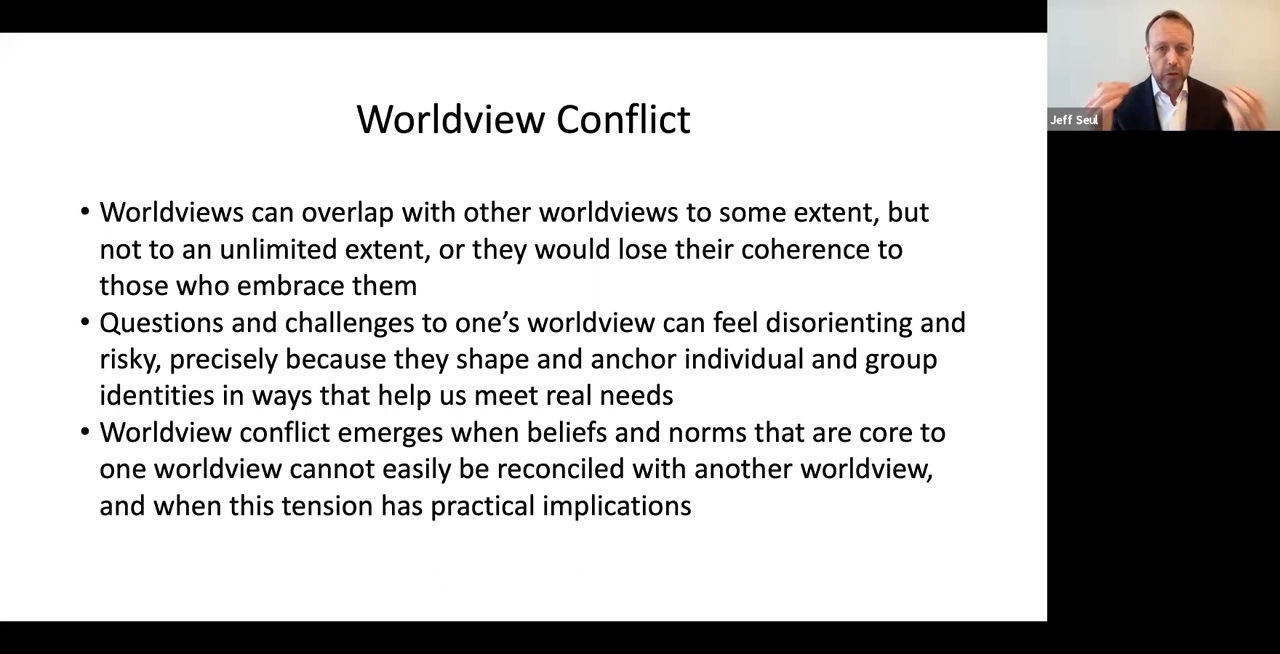 Worldview Conflict
• Worldviews can overlap with other worldviews to some extent, but
not to an unlimited extent, or they would lose their coherence to
those who embrace them
• Questions and challenges to one’s worldview can feel disorienting and
risky, precisely because they shape and anchor individual and group
identities in ways that help us meet real needs
• Worldview conflict emerges when beliefs and norms that are core to
one worldview cannot easily be reconciled with another worldview,
and when this tension has practical implications
Jeff Seul